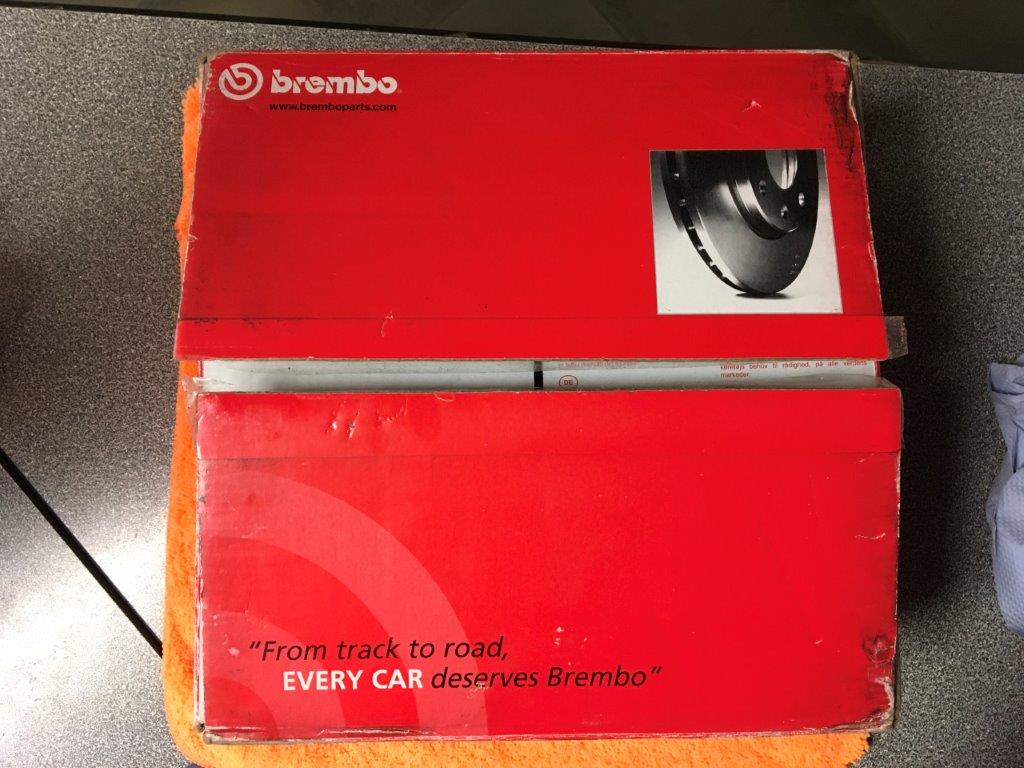 brembo
www.bremboparts.com
køretøjs behov til rådighed, på alle verdens
markeder.
DE
"From track to road,
EVERY CAR deserves Brembo"